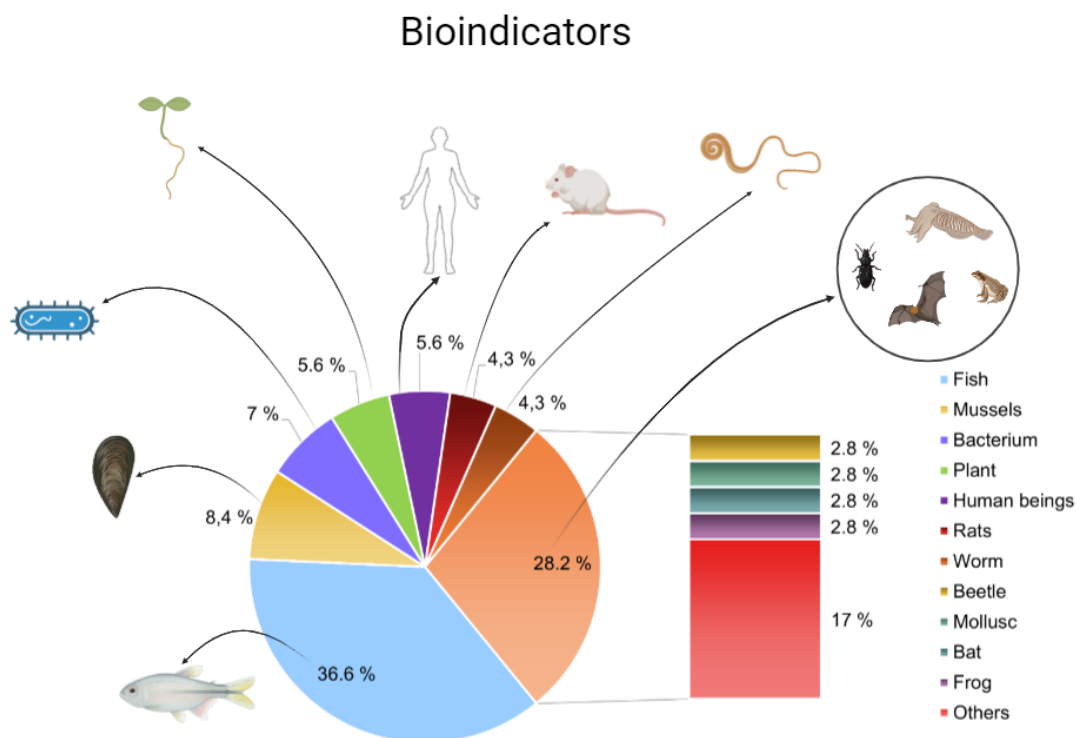 Bioindicators
5.6 %
5.6 %
4,3 %
4,3 %
7 %
8,4 %
36.6 %
28.2 %
2.8 %
2.8 %
2.8 %
2.8 %
17 %
Fish
Mussels
Bacterium
Plant
Human beings
Rats
Worm
Beetle
Mollusc
Bat
Frog
Others